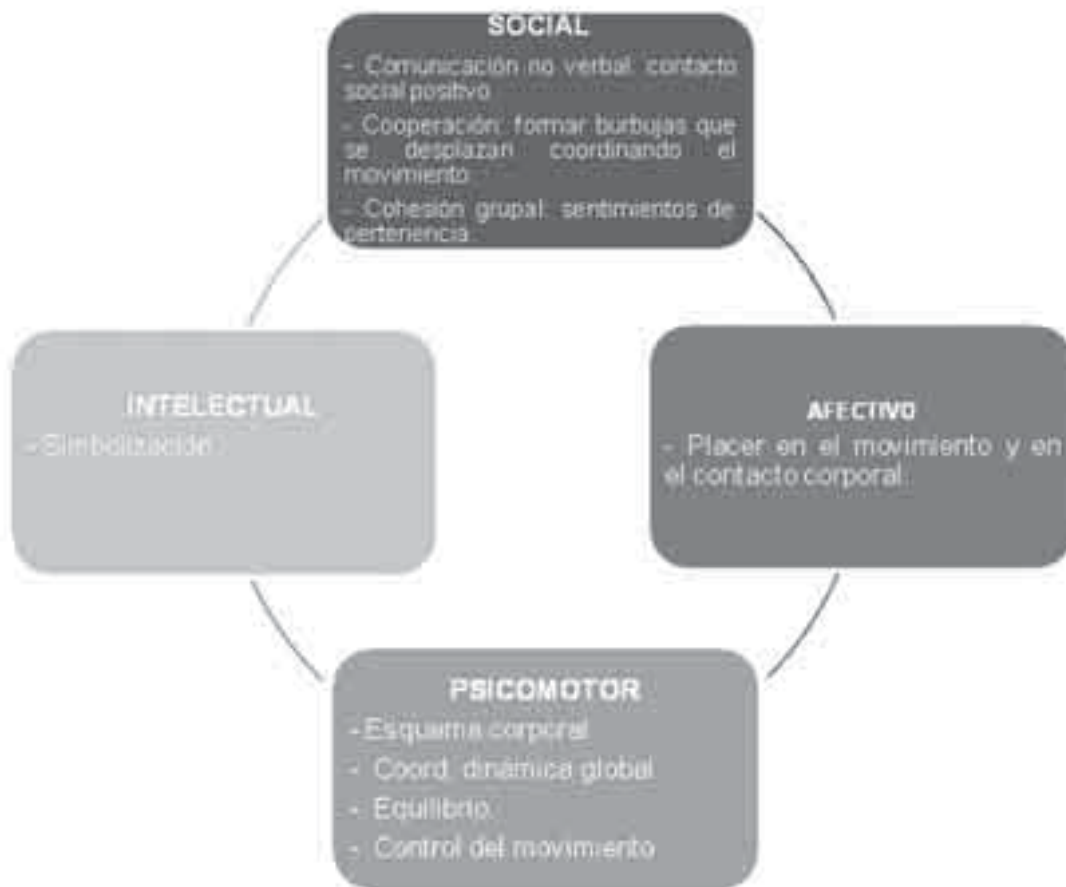 SOCIAL
- Comunicación no verbal: contacto
social positivo
- Cooperación: formar burbujas que
se desplazan coordinando el
movimiento
- Cohesión grupal: sentimientos de
pertenencia.
INTELECTUAL
- Simbolización.
AFECTIVO
- Placer en el movimiento y en
el contacto corporal.
PSICOMOTOR
- Esquema corporal
- Coord. dinámica global
- Equilibrio.
- Control del movimiento